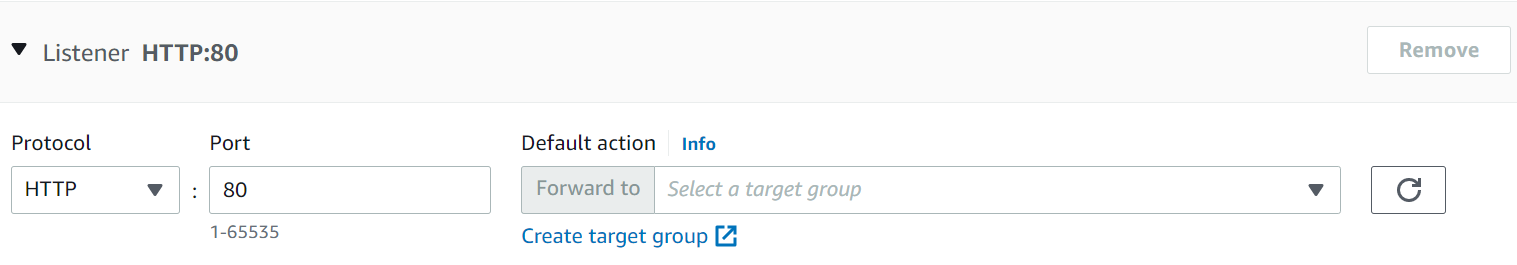 Listener HTTP:80
Remove
Protocol
Port
Default action
Info
HTTP
:
80
Forward to
Select a target group
1-65535
Create target group